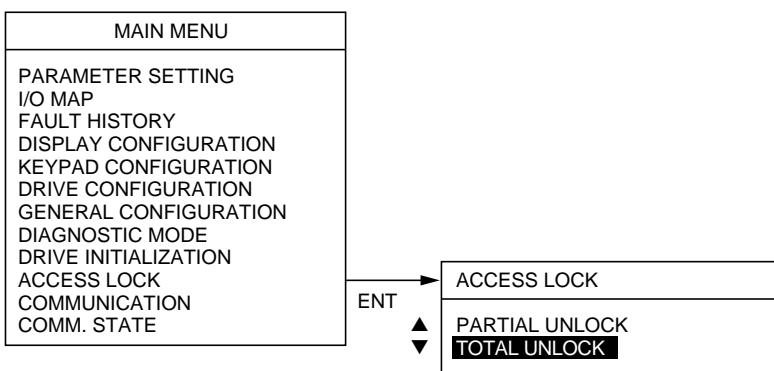 MAIN MENU
PARAMETER SETTING
I/O MAP
FAULT HISTORY
DISPLAY CONFIGURATION
KEYPAD CONFIGURATION
DRIVE CONFIGURATION
GENERAL CONFIGURATION
DIAGNOSTIC MODE
DRIVE INITIALIZATION
ACCESS LOCK
COMMUNICATION
COMM. STATE
ENT
ACCESS LOCK
PARTIAL UNLOCK
TOTAL UNLOCK